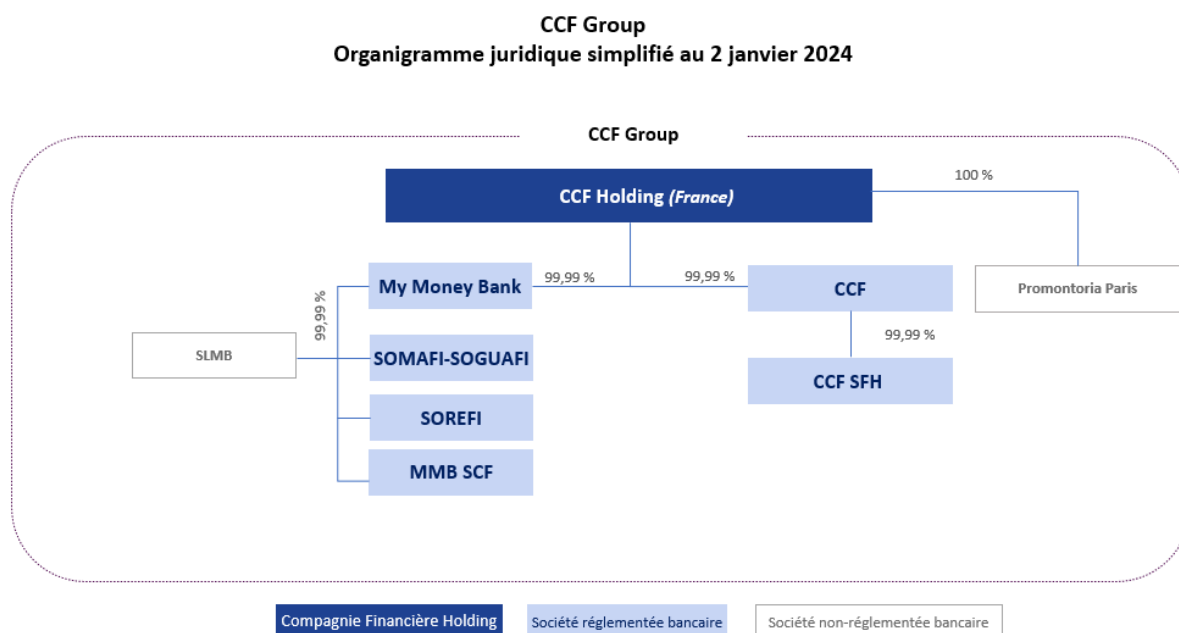 CCF Group
Organigramme juridique simplifié au 2 janvier 2024
CCF Group
CCF Holding (France)
100 %
My Money Bank
99,99 %
99,99 %
CCF
Promontoria Paris
99,99 %
SLMB
SOMAFI-SOGUAFI
99,99 %
CCF SFH
SOREFI
MMB SCF
Compagnie Financière Holding
Société réglementée bancaire
Société non-réglementée bancaire